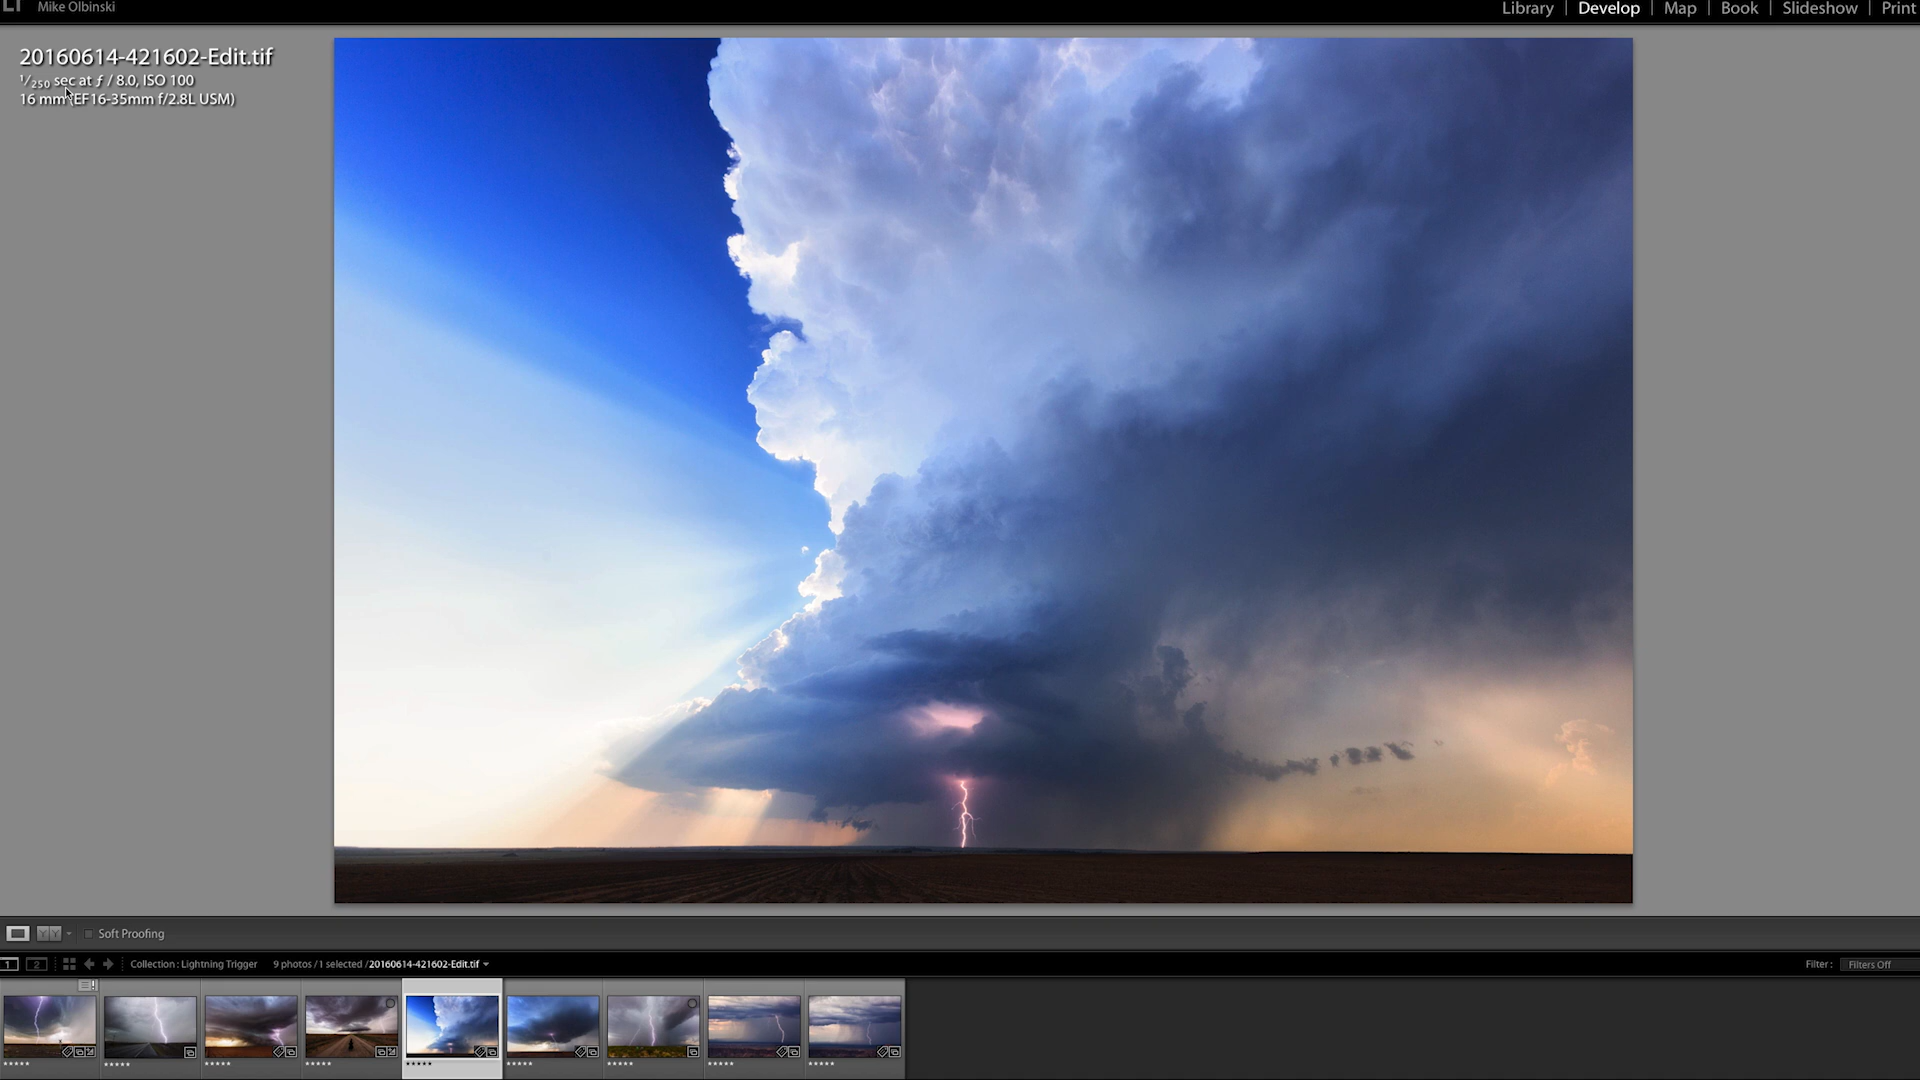 Lr Mike Olbinski
Library | Develop | Map | Book | Slideshow | Print
20160614-421602-Edit.tif
1/250 sec at ƒ / 8.0, ISO 100
16 mm (EF16-35mm f/2.8L USM)
YY Soft Proofing
1 2 Collection : Lightning Trigger 9 photos / 1 selected / 20160614-421602-Edit.tif Filter : Filters Off